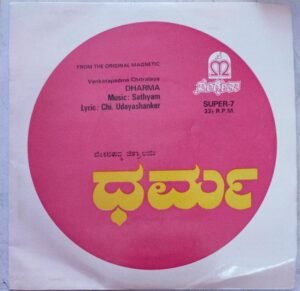 FROM THE ORIGINAL MAGNETIC
Venkatapadma Chitralaya
DHARMA
Music: Sathyam
Lyric: Chi. Udayashanker
ಸಂಗೀತಾ
SUPER-7
33⅓ R.P.M.
ವೆಂಕಟಪದ್ಮ ಚಿತ್ರಾಲಯ
ಧರ್ಮ